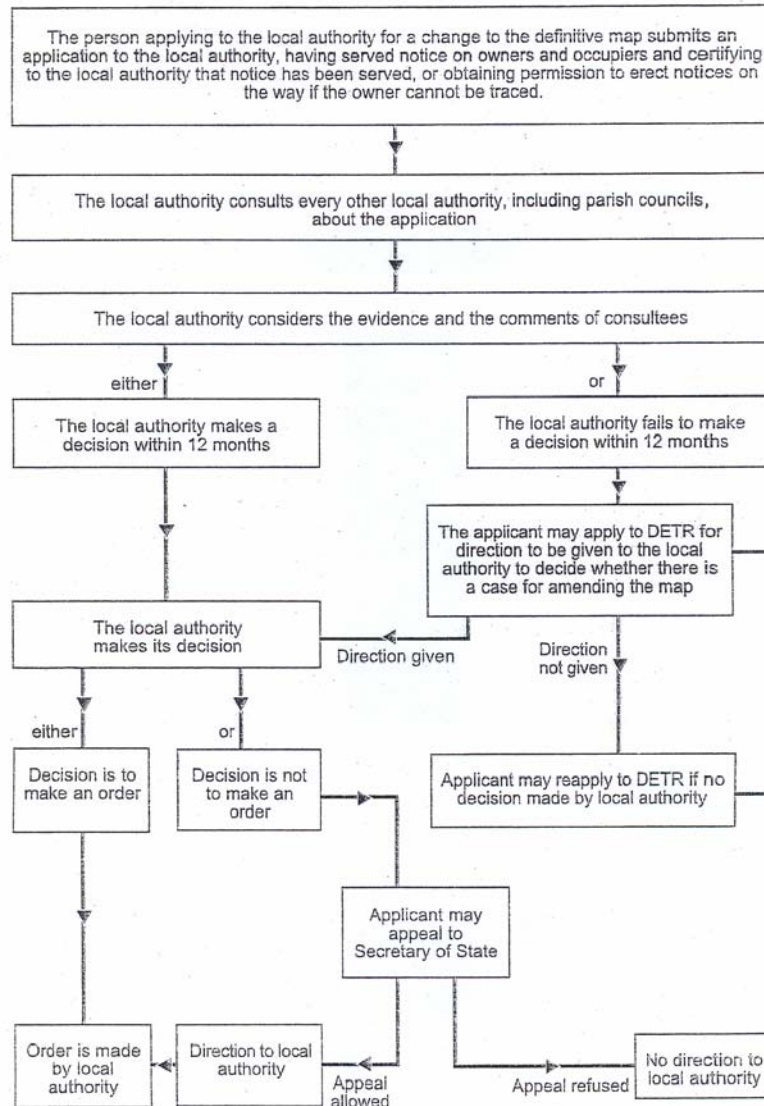 The person applying to the local authority for a change to the definitive map submits an
application to the local authority, having served notice on owners and occupiers and certifying
to the local authority that notice has been served, or obtaining permission to erect notices on
the way if the owner cannot be traced.
The local authority consults every other local authority, including parish councils,
about the application
The local authority considers the evidence and the comments of consultees
either
or
The local authority makes a
decision within 12 months
The local authority fails to make
a decision within 12 months
The applicant may apply to DETR for
direction to be given to the local
authority to decide whether there is
a case for amending the map
The local authority
makes its decision
Direction given
Direction
not given
either
or
Decision is to
make an order
Decision is not
to make an
order
Applicant may reapply to DETR if no
decision made by local authority
Applicant may
appeal to
Secretary of State
Order is made
by local
authority
Direction to local
authority
Appeal
allowed
Appeal refused
No direction to
local authority